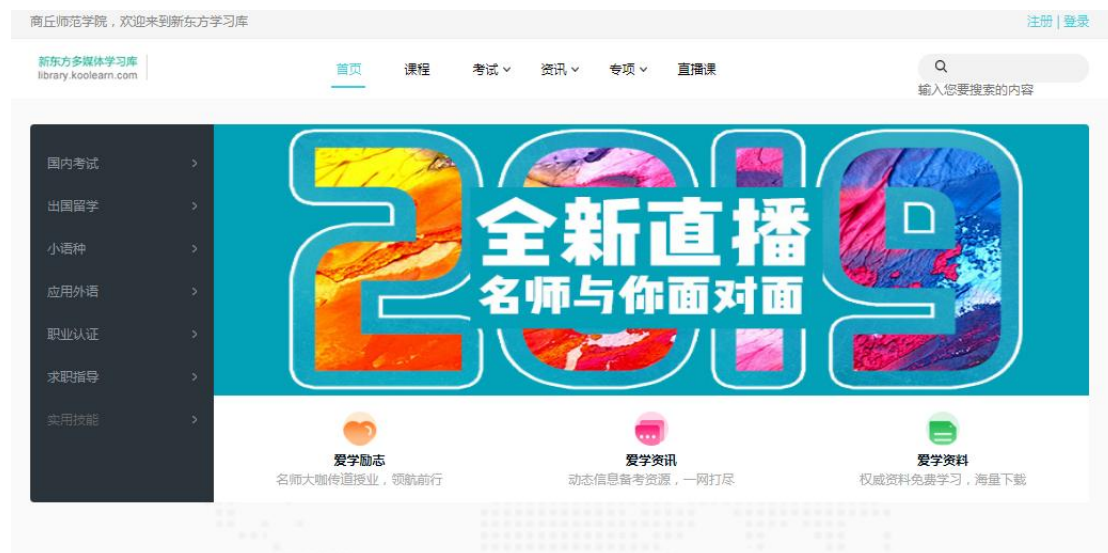 商丘师范学院，欢迎来到新东方学习库
注册 | 登录
新东方多媒体学习库
library.koolearn.com
首页 课程 考试 资讯 专项 直播课
输入您要搜索的内容
国内考试
出国留学
小语种
应用外语
职业认证
求职指导
实用技能
2019
全新直播
名师与你面对面
爱学励志
名师大咖传道授业，领航前行
爱学资讯
动态信息备考资源，一网打尽
爱学资料
权威资料免费学习，海量下载